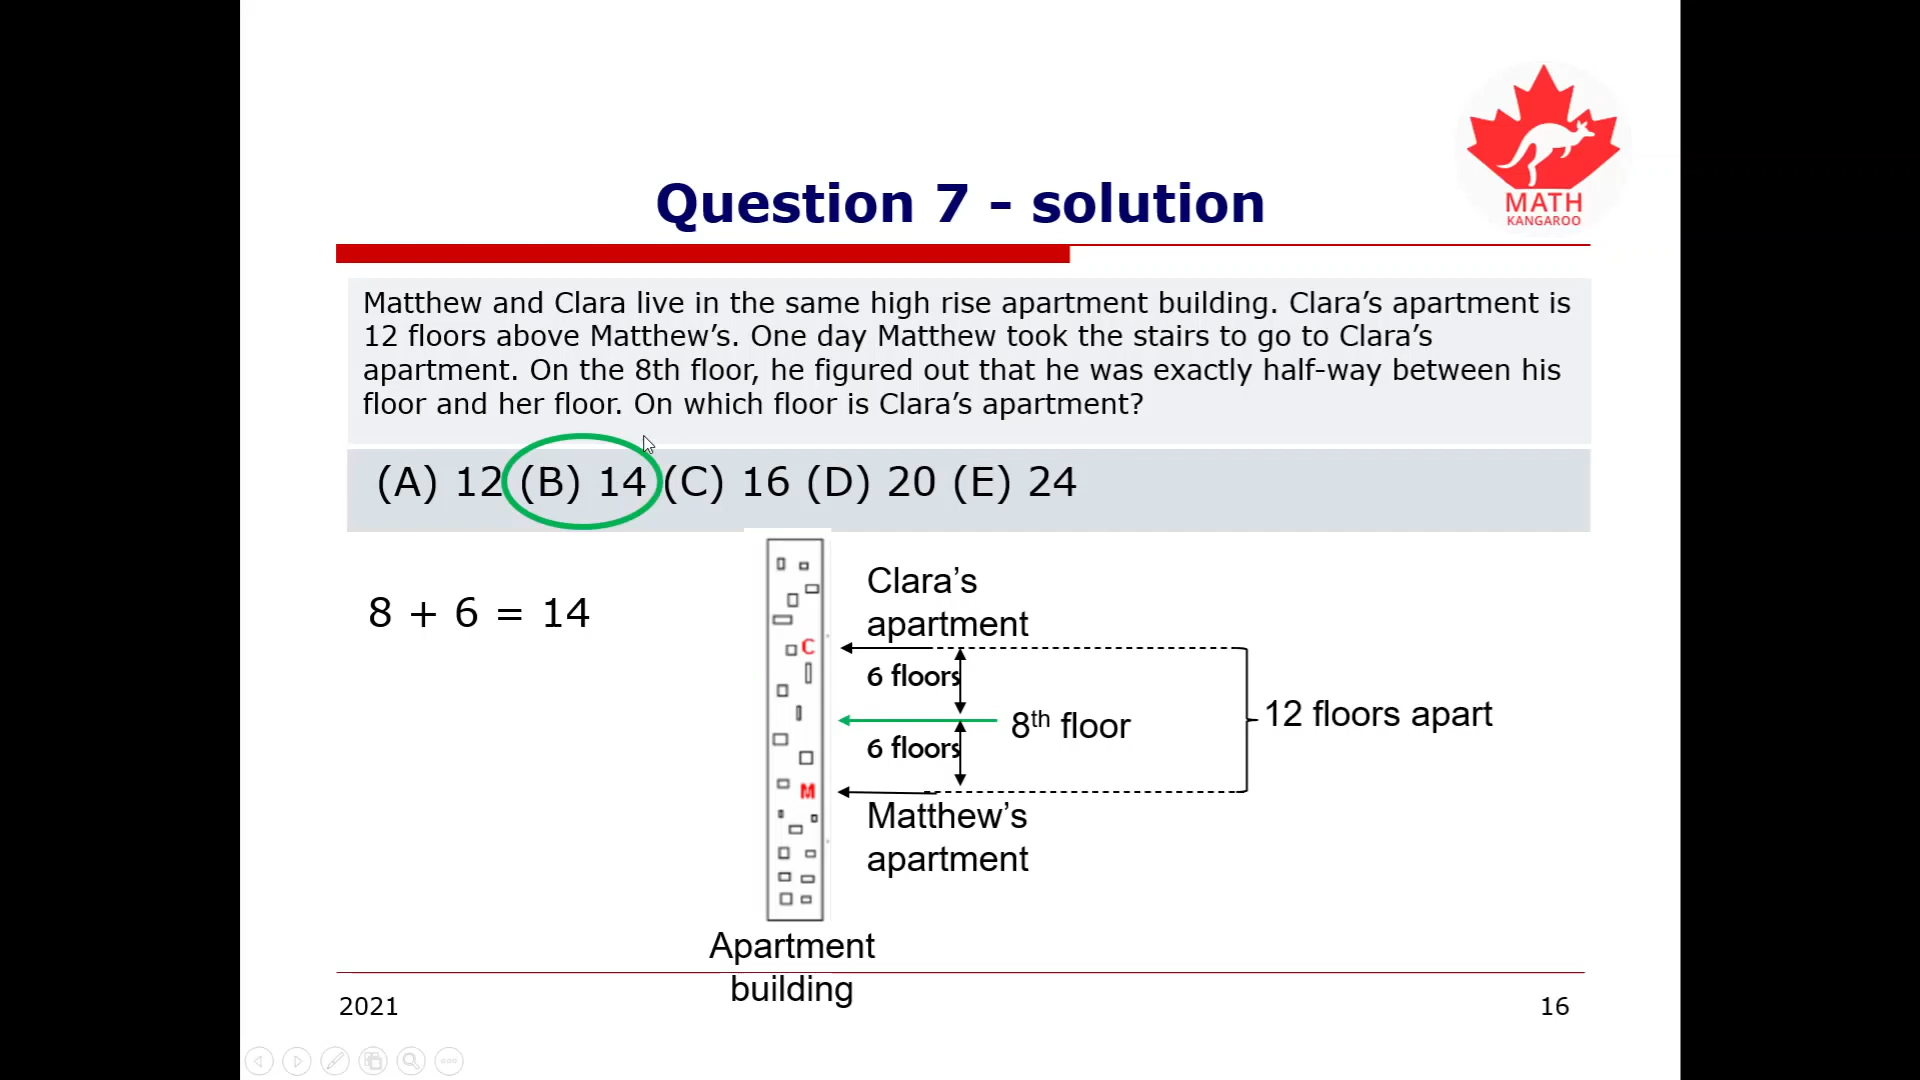 MATH
KANGAROO
Question 7 - solution
Matthew and Clara live in the same high rise apartment building. Clara’s apartment is
12 floors above Matthew’s. One day Matthew took the stairs to go to Clara’s
apartment. On the 8th floor, he figured out that he was exactly half-way between his
floor and her floor. On which floor is Clara’s apartment?
(A) 12 (B) 14 (C) 16 (D) 20 (E) 24
8 + 6 = 14
Clara’s
apartment
C
6 floors
8th floor
12 floors apart
6 floors
M
Matthew’s
apartment
Apartment
building
2021
16